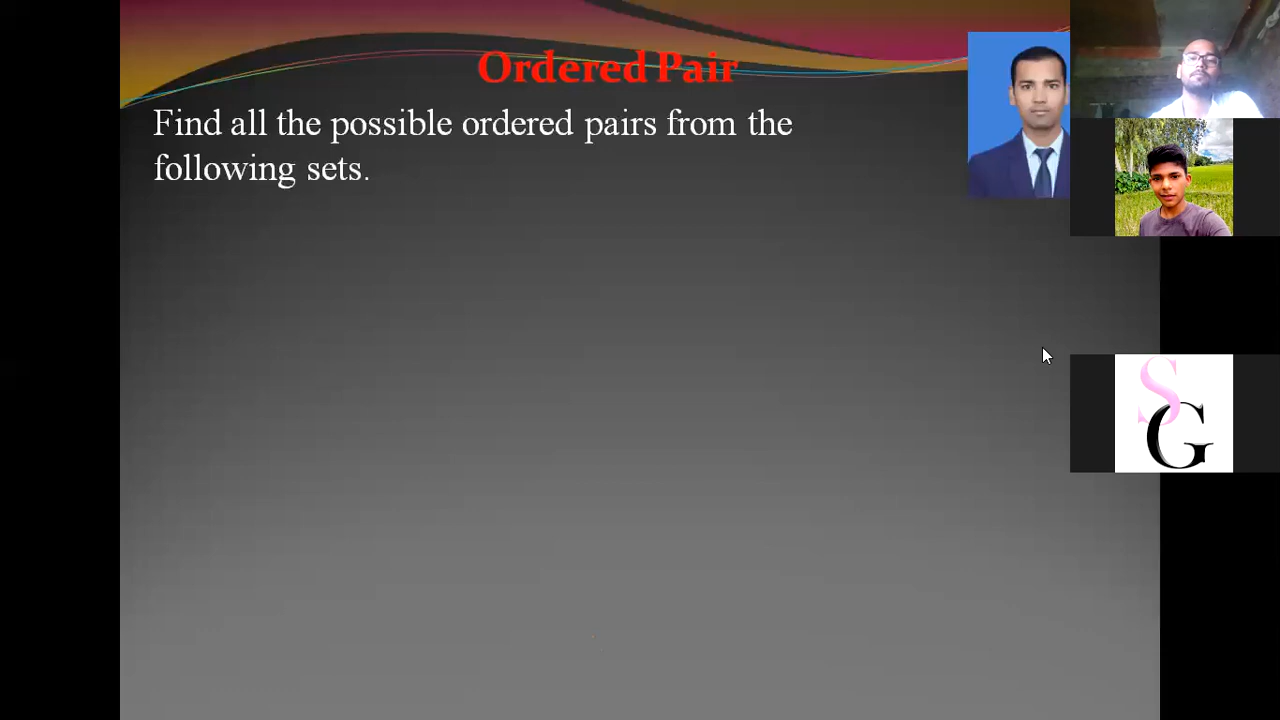 Ordered Pair
Find all the possible ordered pairs from the
following sets.
SG